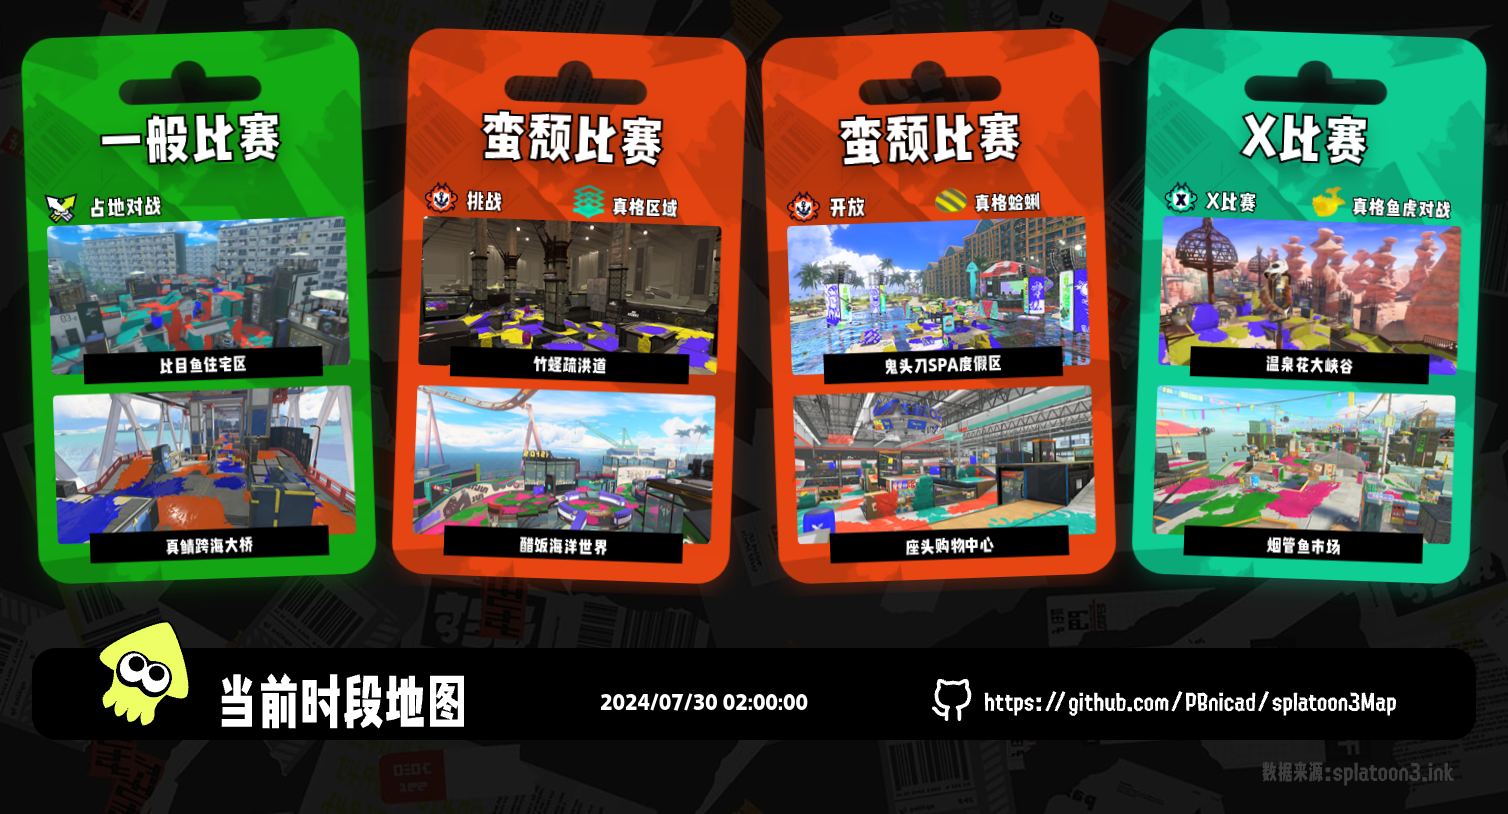 一般比赛
占地对战
比目鱼住宅区
真鲭跨海大桥
蛮颓比赛
挑战
真格区域
竹蛏疏洪道
醋饭海洋世界
蛮颓比赛
开放
真格蛤蜊
鬼头刀SPA度假区
座头购物中心
X比赛
X比赛
真格鱼虎对战
温泉花大峡谷
烟管鱼市场
当前时段地图
2024/07/30 02:00:00
https://github.com/PBnicad/splatoon3Map
数据来源:splatoon3.ink